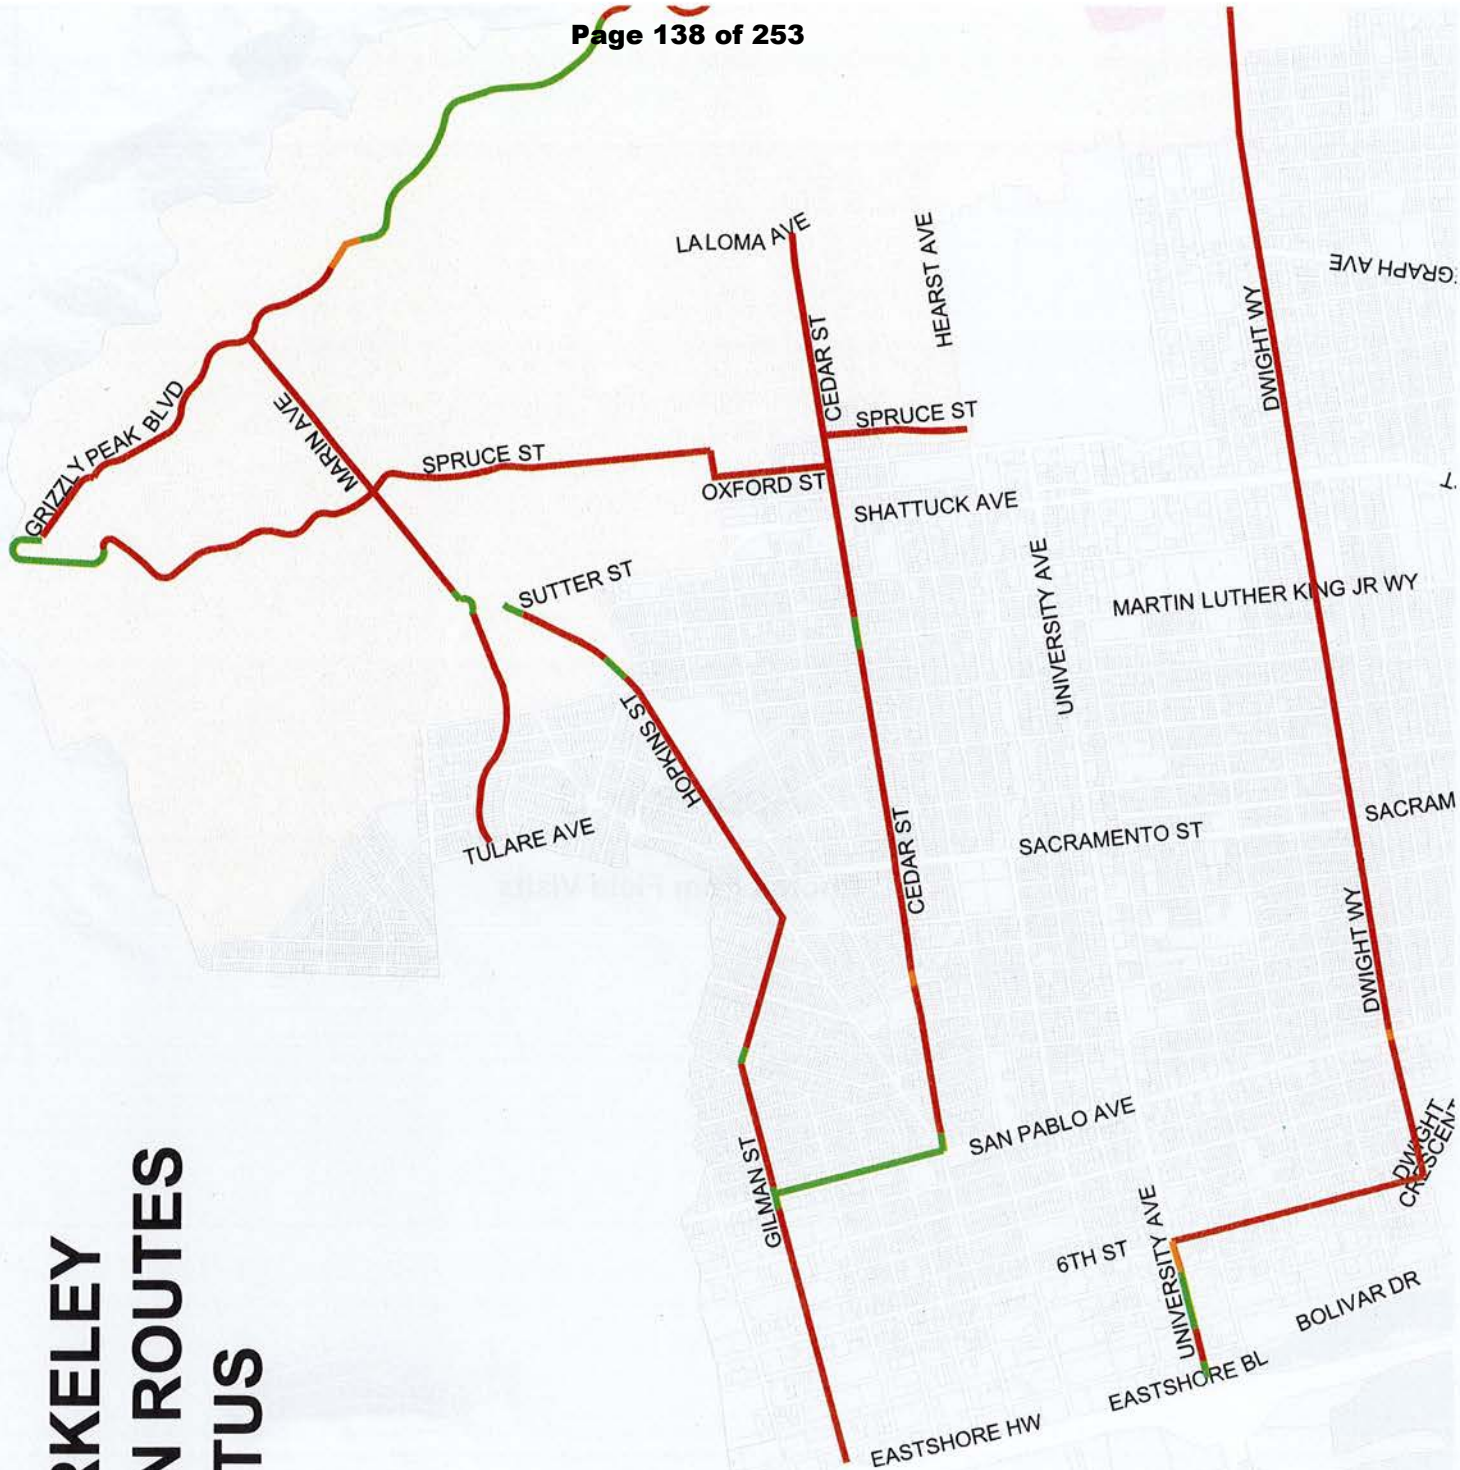 Page 138 of 253
LA LOMA AVE
HEARST AVE
GRAPH AVE
DWIGHT WY
CEDAR ST
SPRUCE ST
GRIZZLY PEAK BLVD
MARIN AVE
SPRUCE ST
OXFORD ST
SHATTUCK AVE
UNIVERSITY AVE
SUTTER ST
MARTIN LUTHER KING JR WY
HOPKINS ST
TULARE AVE
CEDAR ST
SACRAMENTO ST
SACRAM
DWIGHT WY
SAN PABLO AVE
DWIGHT
CRESCENT
GILMAN ST
6TH ST
UNIVERSITY AVE
BOLIVAR DR
EASTSHORE BL
EASTSHORE HW
RKELEY
N ROUTES
TUS